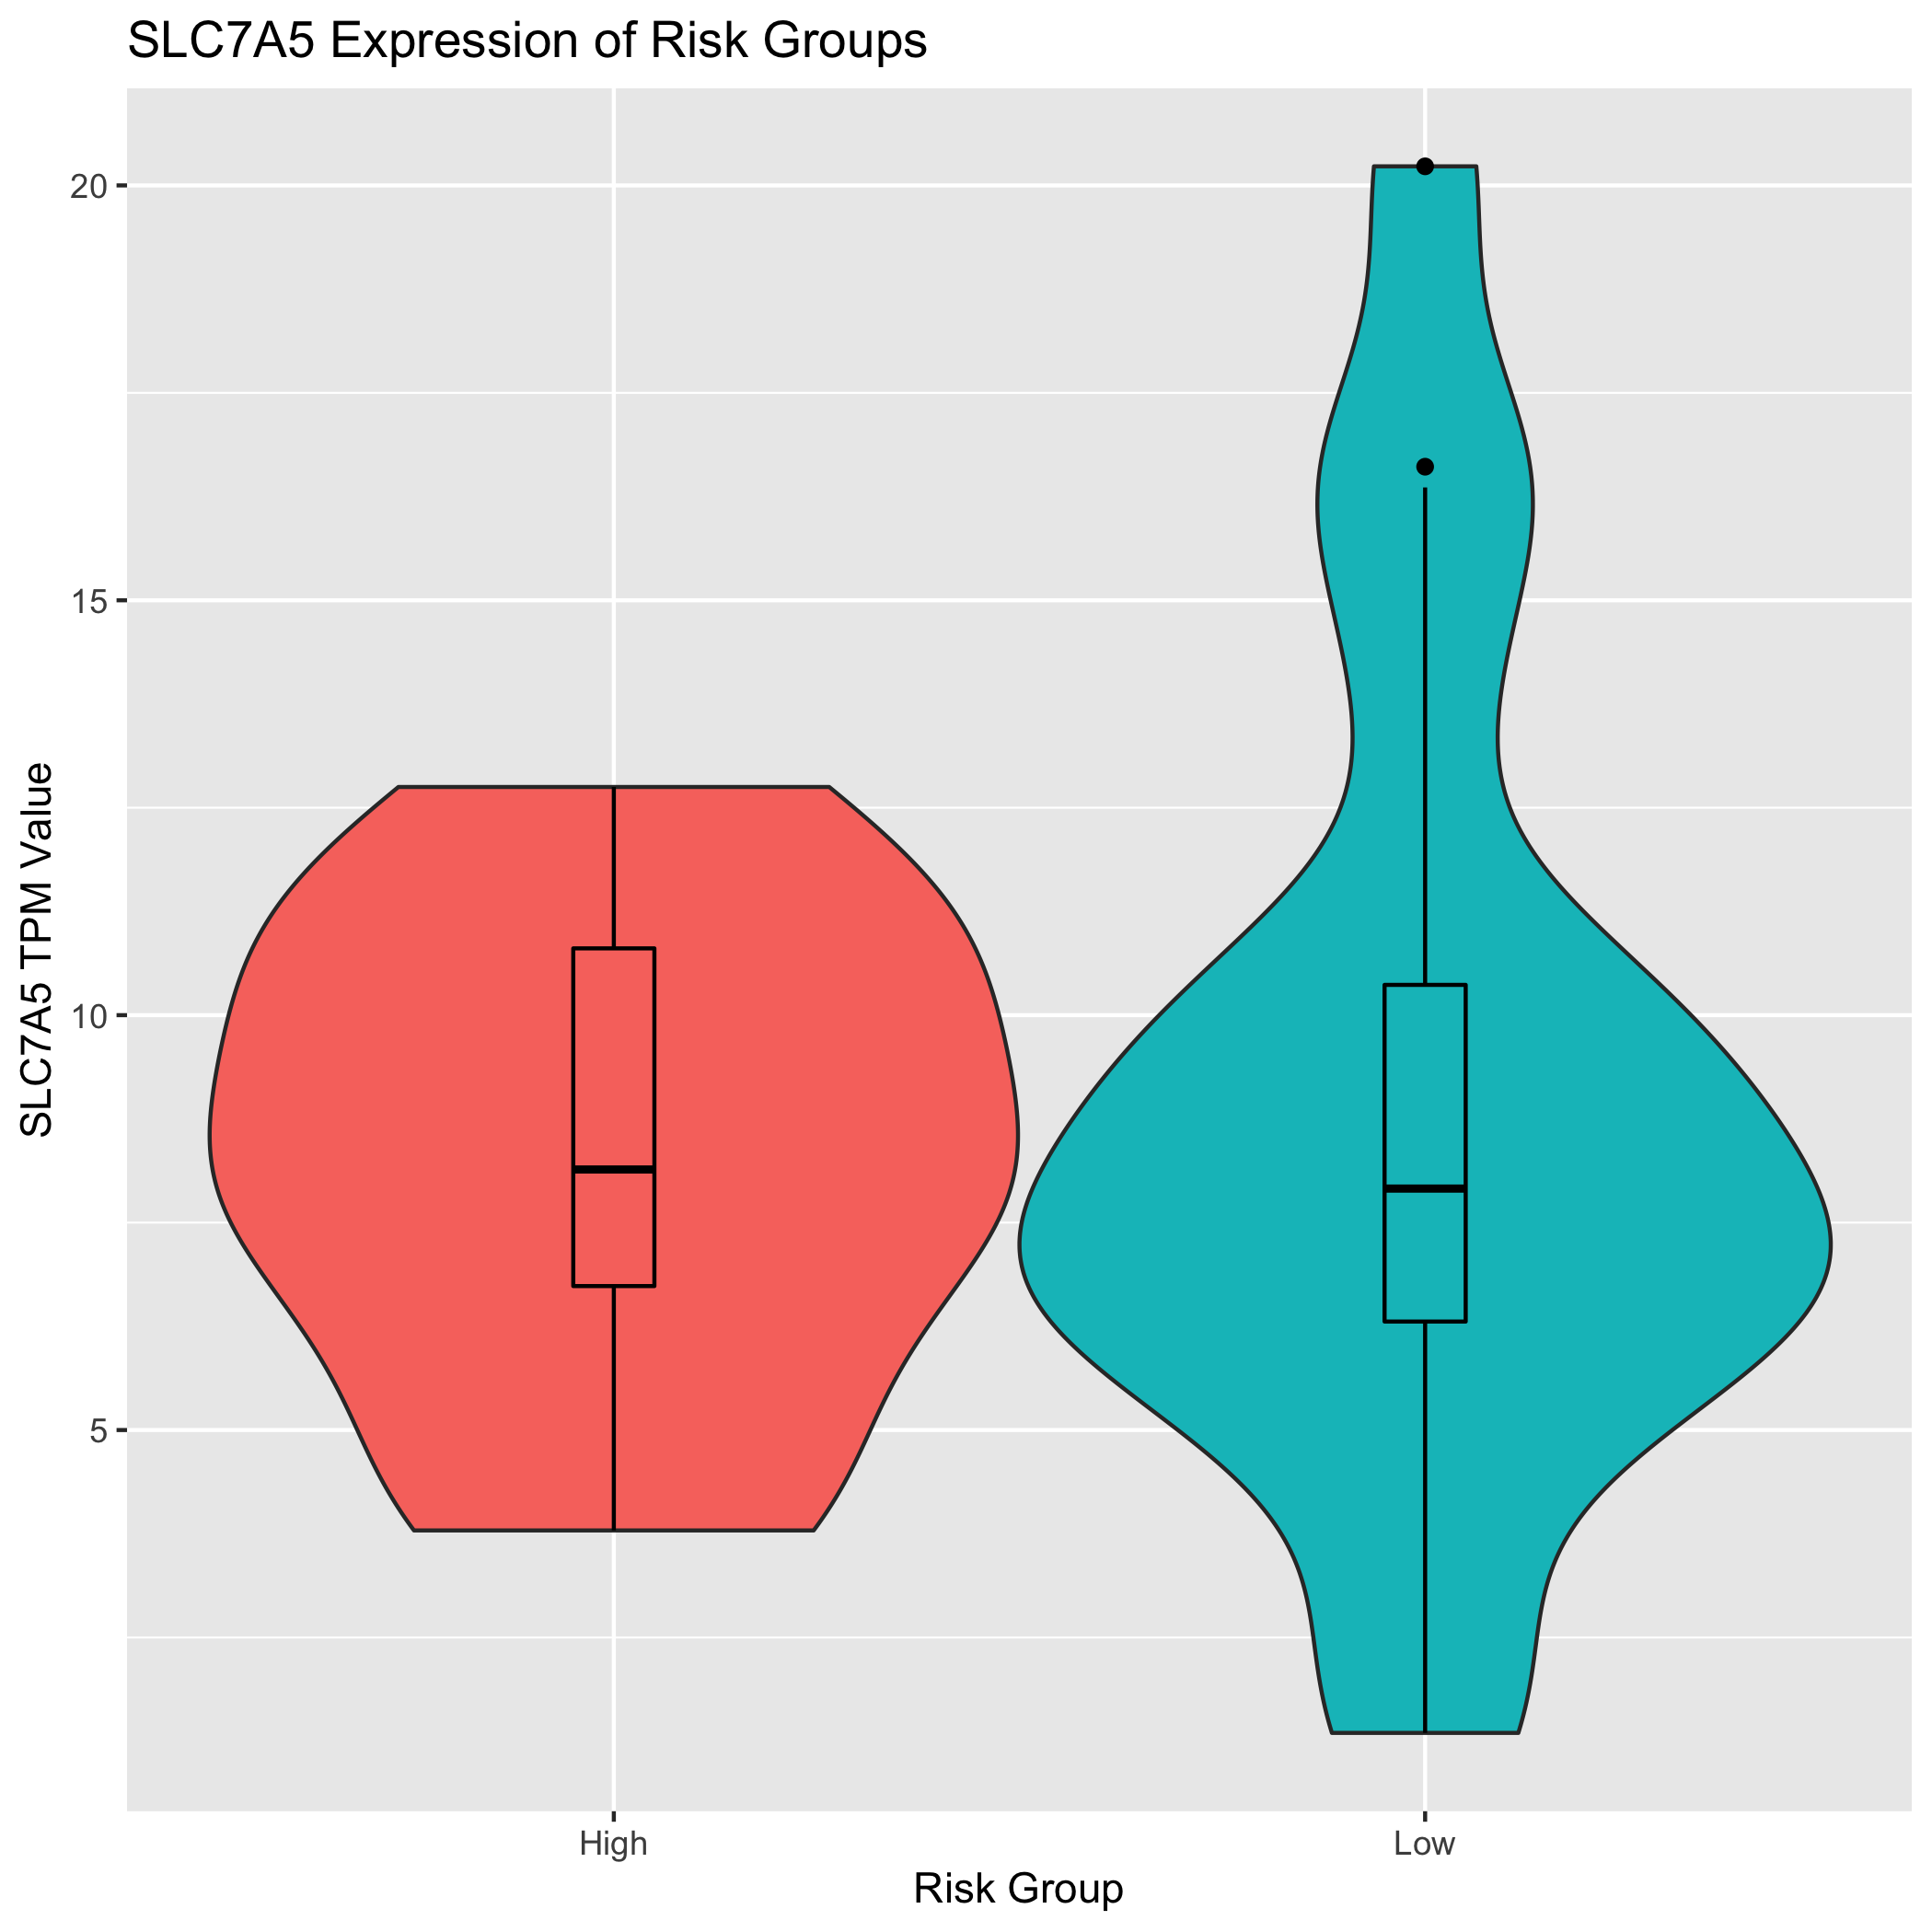 SLC7A5 Expression of Risk Groups
SLC7A5 TPM Value
20
15
10
5
High
Low
Risk Group